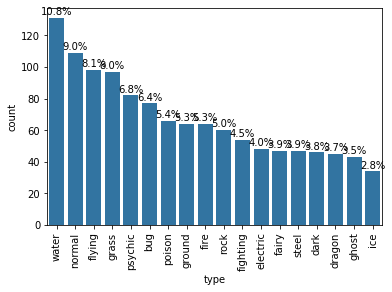 10.8%
9.0%
8.1%
8.0%
6.8%
6.4%
5.4%
5.3%
5.3%
5.0%
4.5%
4.0%
3.9%
3.9%
3.8%
3.7%
3.5%
2.8%
count
120
100
80
60
40
20
0
water
normal
flying
grass
psychic
bug
poison
ground
fire
rock
fighting
electric
fairy
steel
dark
dragon
ghost
ice
type